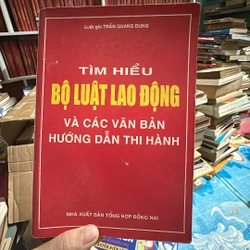 Luật gia TRẦN QUANG DUNG
TÌM HIỂU
BỘ LUẬT LAO ĐỘNG
VÀ CÁC VĂN BẢN
HƯỚNG DẪN THI HÀNH
NHÀ XUẤT BẢN TỔNG HỢP ĐỒNG NAI